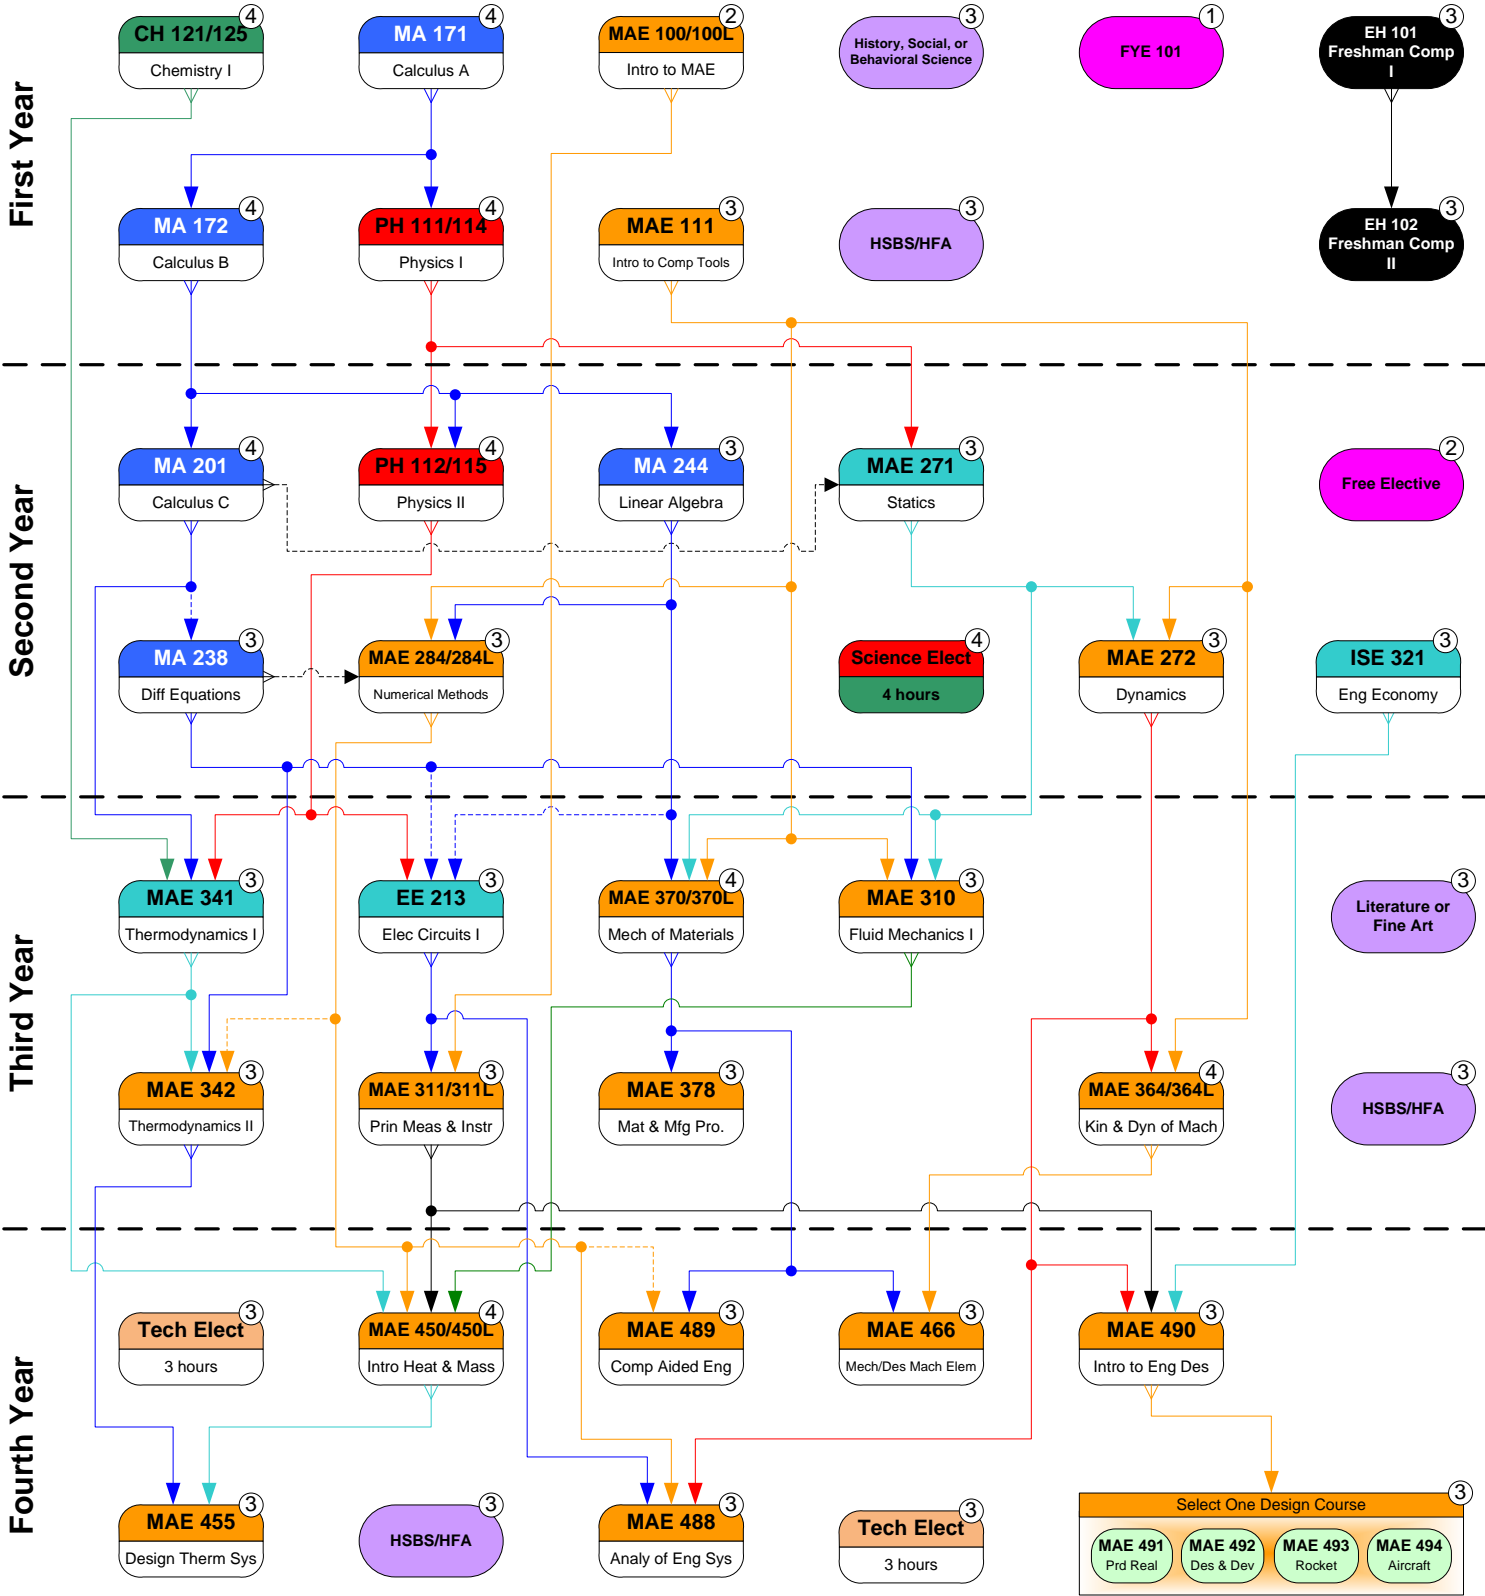 First Year
CH 121/125
4
Chemistry I
MA 171
4
Calculus A
MAE 100/100L
2
Intro to MAE
History, Social, or
Behavioral Science
3
FYE 101
1
EH 101
Freshman Comp
I
3
MA 172
4
Calculus B
PH 111/114
4
Physics I
MAE 111
3
Intro to Comp Tools
HSBS/HFA
3
EH 102
Freshman Comp
II
3
Second Year
MA 201
4
Calculus C
PH 112/115
4
Physics II
MA 244
3
Linear Algebra
MAE 271
3
Statics
Free Elective
2
MA 238
3
Diff Equations
MAE 284/284L
3
Numerical Methods
Science Elect
4
4 hours
MAE 272
3
Dynamics
ISE 321
3
Eng Economy
Third Year
MAE 341
3
Thermodynamics I
EE 213
3
Elec Circuits I
MAE 370/370L
4
Mech of Materials
MAE 310
3
Fluid Mechanics I
Literature or
Fine Art
3
MAE 342
3
Thermodynamics II
MAE 311/311L
3
Prin Meas & Instr
MAE 378
3
Mat & Mfg Pro.
MAE 364/364L
4
Kin & Dyn of Mach
HSBS/HFA
3
Fourth Year
Tech Elect
3
3 hours
MAE 450/450L
4
Intro Heat & Mass
MAE 489
3
Comp Aided Eng
MAE 466
3
Mech/Des Mach Elem
MAE 490
3
Intro to Eng Des
MAE 455
3
Design Therm Sys
HSBS/HFA
3
MAE 488
3
Analy of Eng Sys
Tech Elect
3
3 hours
Select One Design Course
3
MAE 491
Prd Real
MAE 492
Des & Dev
MAE 493
Rocket
MAE 494
Aircraft